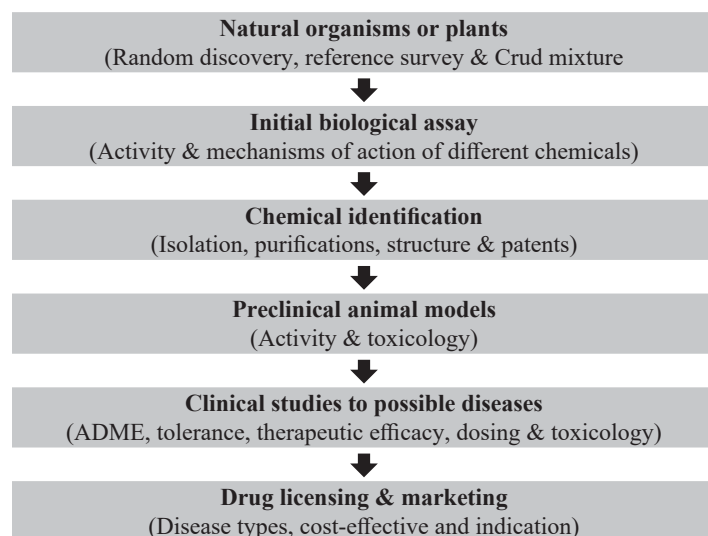 Natural organisms or plants
(Random discovery, reference survey & Crud mixture
Initial biological assay
(Activity & mechanisms of action of different chemicals)
Chemical identification
(Isolation, purifications, structure & patents)
Preclinical animal models
(Activity & toxicology)
Clinical studies to possible diseases
(ADME, tolerance, therapeutic efficacy, dosing & toxicology)
Drug licensing & marketing
(Disease types, cost-effective and indication)